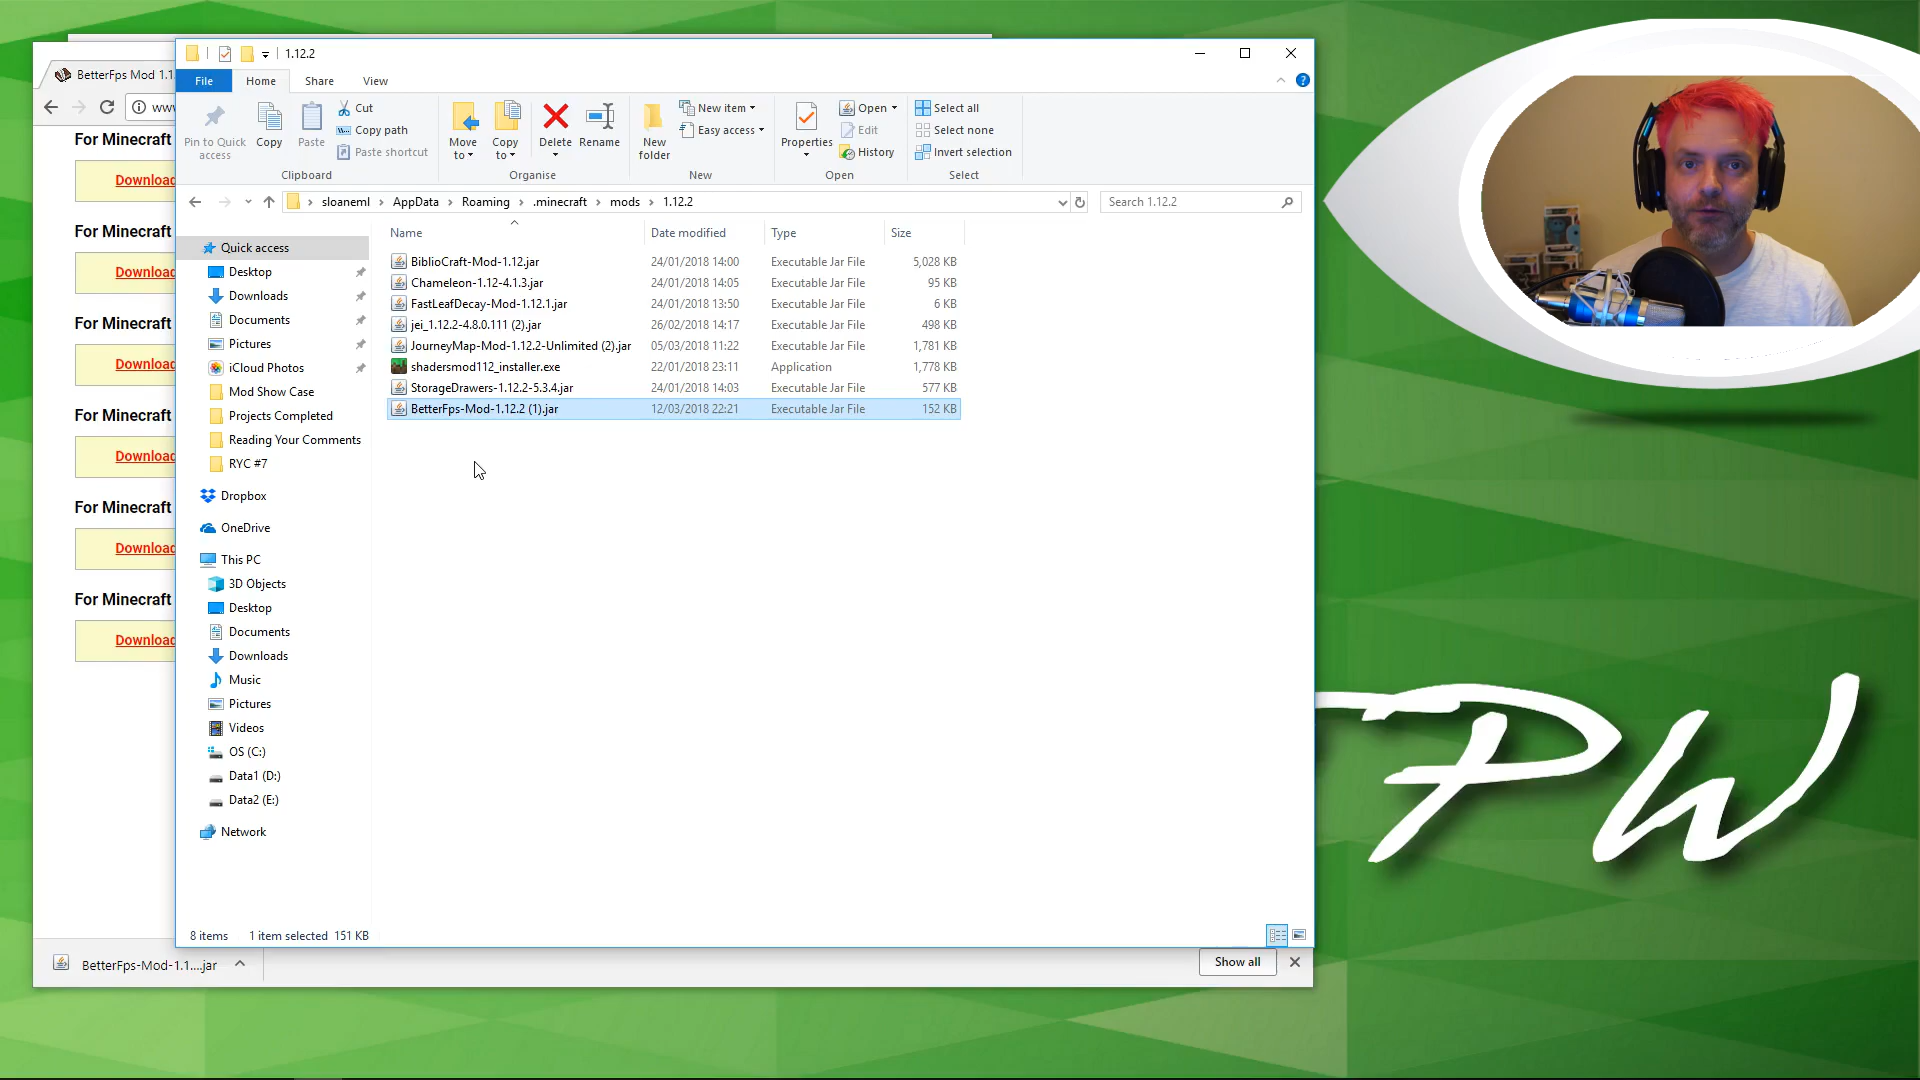 1.12.2
BetterFps Mod 1.1
File Home Share View
www
Pin to Quick access
Copy
Paste
Cut
Copy path
Paste shortcut
Clipboard
Move to
Copy to
Delete
Rename
Organise
New folder
New item
Easy access
New
Properties
Open
Edit
History
Open
Select all
Select none
Invert selection
Select
sloaneml > AppData > Roaming > .minecraft > mods > 1.12.2
Search 1.12.2
Name Date modified Type Size
BiblioCraft-Mod-1.12.jar 24/01/2018 14:00 Executable Jar File 5,028 KB
Chameleon-1.12-4.1.3.jar 24/01/2018 14:05 Executable Jar File 95 KB
FastLeafDecay-Mod-1.12.1.jar 24/01/2018 13:50 Executable Jar File 6 KB
jei_1.12.2-4.8.0.111 (2).jar 26/02/2018 14:17 Executable Jar File 498 KB
JourneyMap-Mod-1.12.2-Unlimited (2).jar 05/03/2018 11:22 Executable Jar File 1,781 KB
shadersmod112_installer.exe 22/01/2018 23:11 Application 1,778 KB
StorageDrawers-1.12.2-5.3.4.jar 24/01/2018 14:03 Executable Jar File 577 KB
BetterFps-Mod-1.12.2 (1).jar 12/03/2018 22:21 Executable Jar File 152 KB
Quick access
Desktop
Downloads
Documents
Pictures
iCloud Photos
Mod Show Case
Projects Completed
Reading Your Comments
RYC #7
Dropbox
OneDrive
This PC
3D Objects
Desktop
Documents
Downloads
Music
Pictures
Videos
OS (C:)
Data1 (D:)
Data2 (E:)
Network
8 items 1 item selected 151 KB
For Minecraft
Download
For Minecraft
Download
For Minecraft
Download
For Minecraft
Download
For Minecraft
Download
For Minecraft
Download
BetterFps-Mod-1.1....jar
Show all
PW